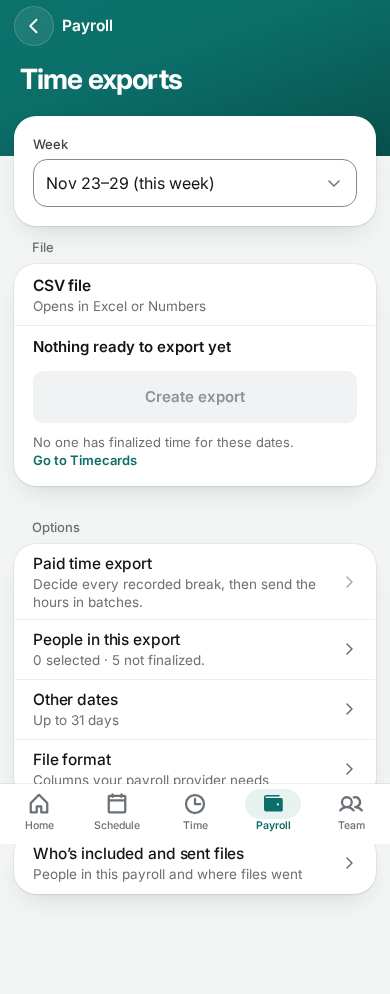 Payroll
Time exports
Week
Nov 23–29 (this week)
File
CSV file
Opens in Excel or Numbers
Nothing ready to export yet
Create export
No one has finalized time for these dates.
Go to Timecards
Options
Paid time export
Decide every recorded break, then send the
hours in batches.
People in this export
0 selected · 5 not finalized.
Other dates
Up to 31 days
File format
Columns your payroll provider needs
Home
Schedule
Time
Payroll
Team
Who’s included and sent files
People in this payroll and where files went